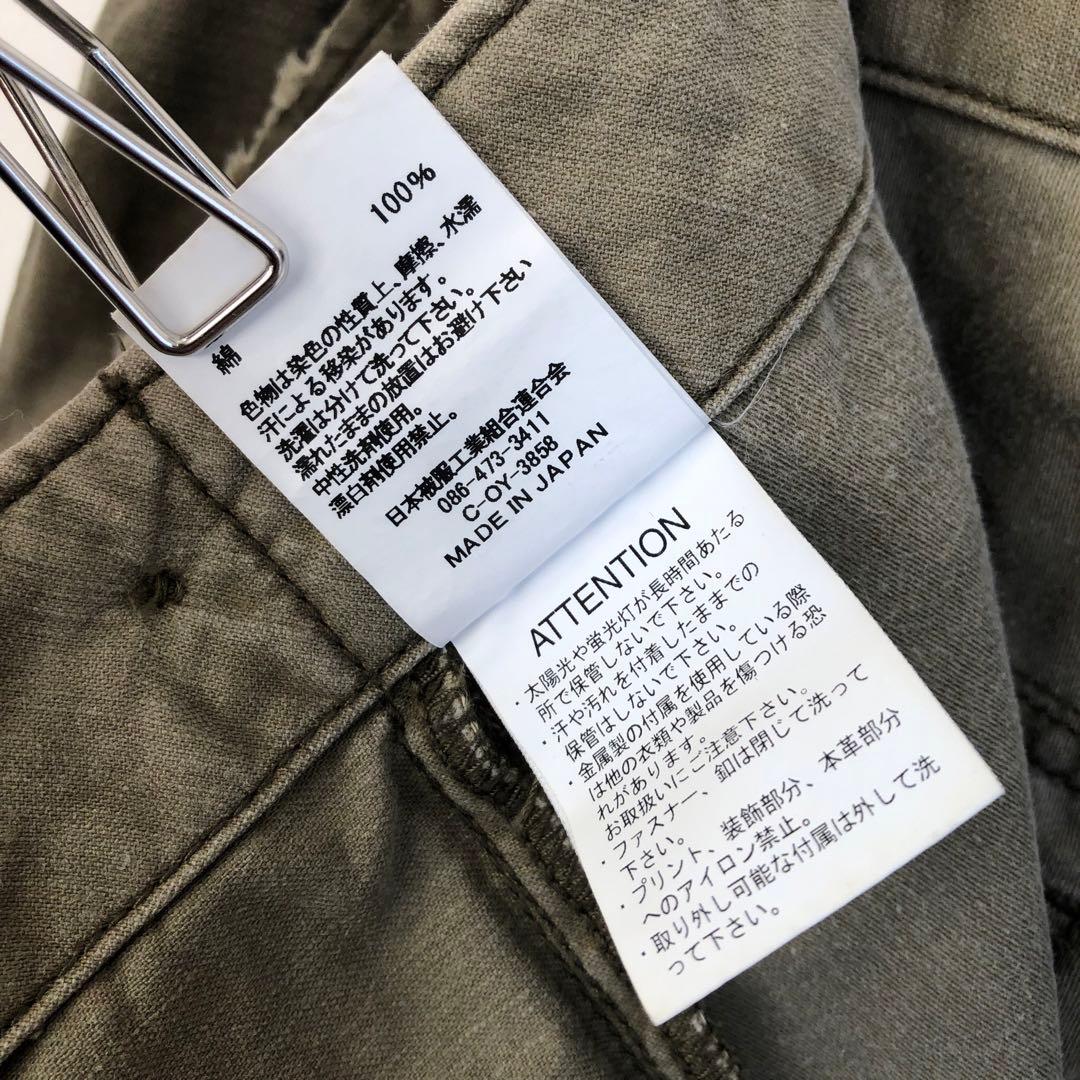 綿 100%
色物は染色の性質上、摩擦、水濡
汗による移染があります。
洗濯は分けて洗って下さい。
濡れたままの放置はお避け下さい
中性洗剤使用。
漂白剤使用禁止。
日本被服工業組合連合会
086-473-3411
C-OY-3858
MADE IN JAPAN
ATTENTION
・太陽光や蛍光灯が長時間あたる
所で保管しないで下さい。
・汗や汚れを付着したままでの
保管はしないで下さい。
・金属製の付属を使用している際
は他の衣類や製品を傷つける恐
れがあります。
お取扱いにご注意下さい。
・ファスナー、釦は閉じて洗って
下さい。
・プリント、装飾部分、本革部分
へのアイロン禁止。
・取り外し可能な付属は外して洗
って下さい。